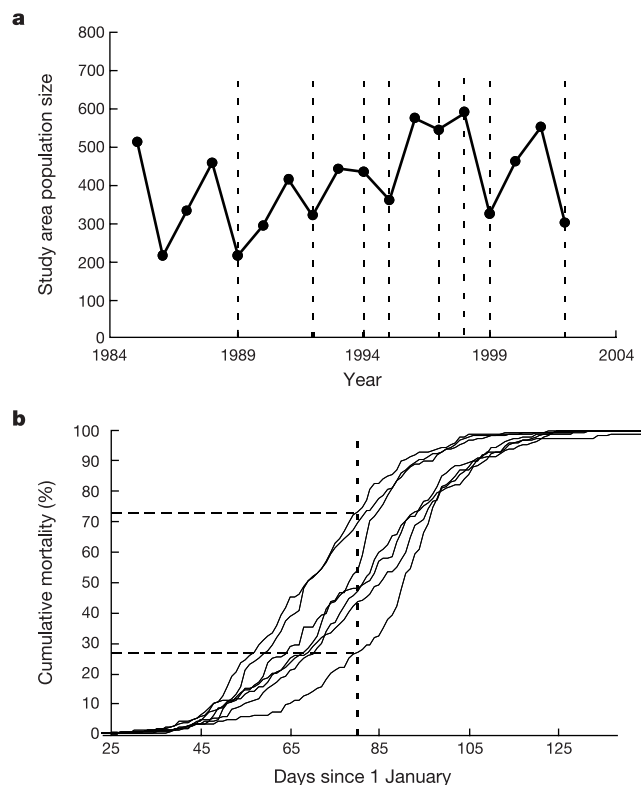 a
800
700
600
500
400
300
200
100
0
Study area population size
1984 1989 1994 1999 2004
Year
b
100
90
80
70
60
50
40
30
20
10
0
Cumulative mortality (%)
25 45 65 85 105 125
Days since 1 January